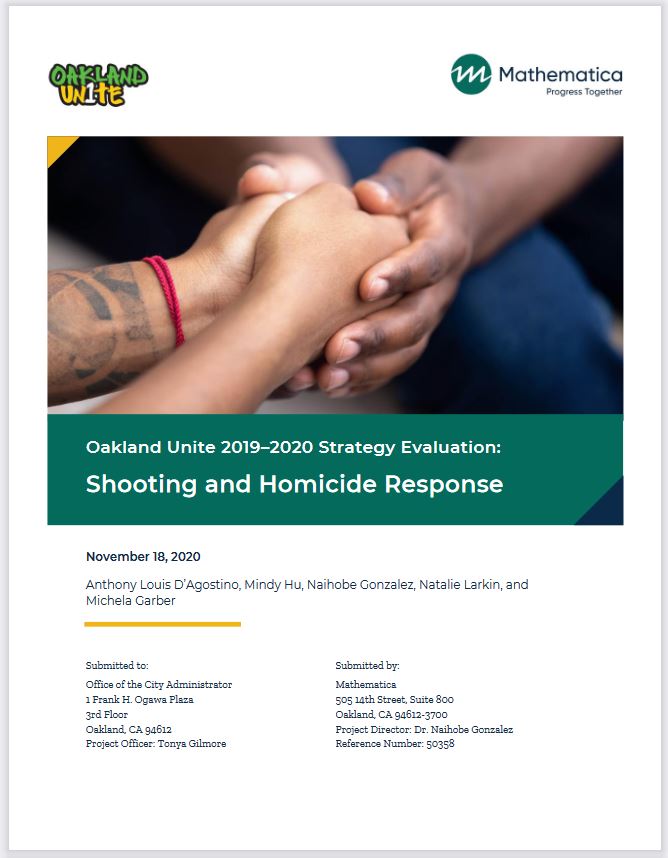 OAKLAND
UN1TE
Mathematica
Progress Together
Oakland Unite 2019–2020 Strategy Evaluation:
Shooting and Homicide Response
November 18, 2020
Anthony Louis D'Agostino, Mindy Hu, Naihobe Gonzalez, Natalie Larkin, and
Michela Garber
Submitted to:
Office of the City Administrator
1 Frank H. Ogawa Plaza
3rd Floor
Oakland, CA 94612
Project Officer: Tonya Gilmore
Submitted by:
Mathematica
505 14th Street, Suite 800
Oakland, CA 94612-3700
Project Director: Dr. Naihobe Gonzalez
Reference Number: 50358